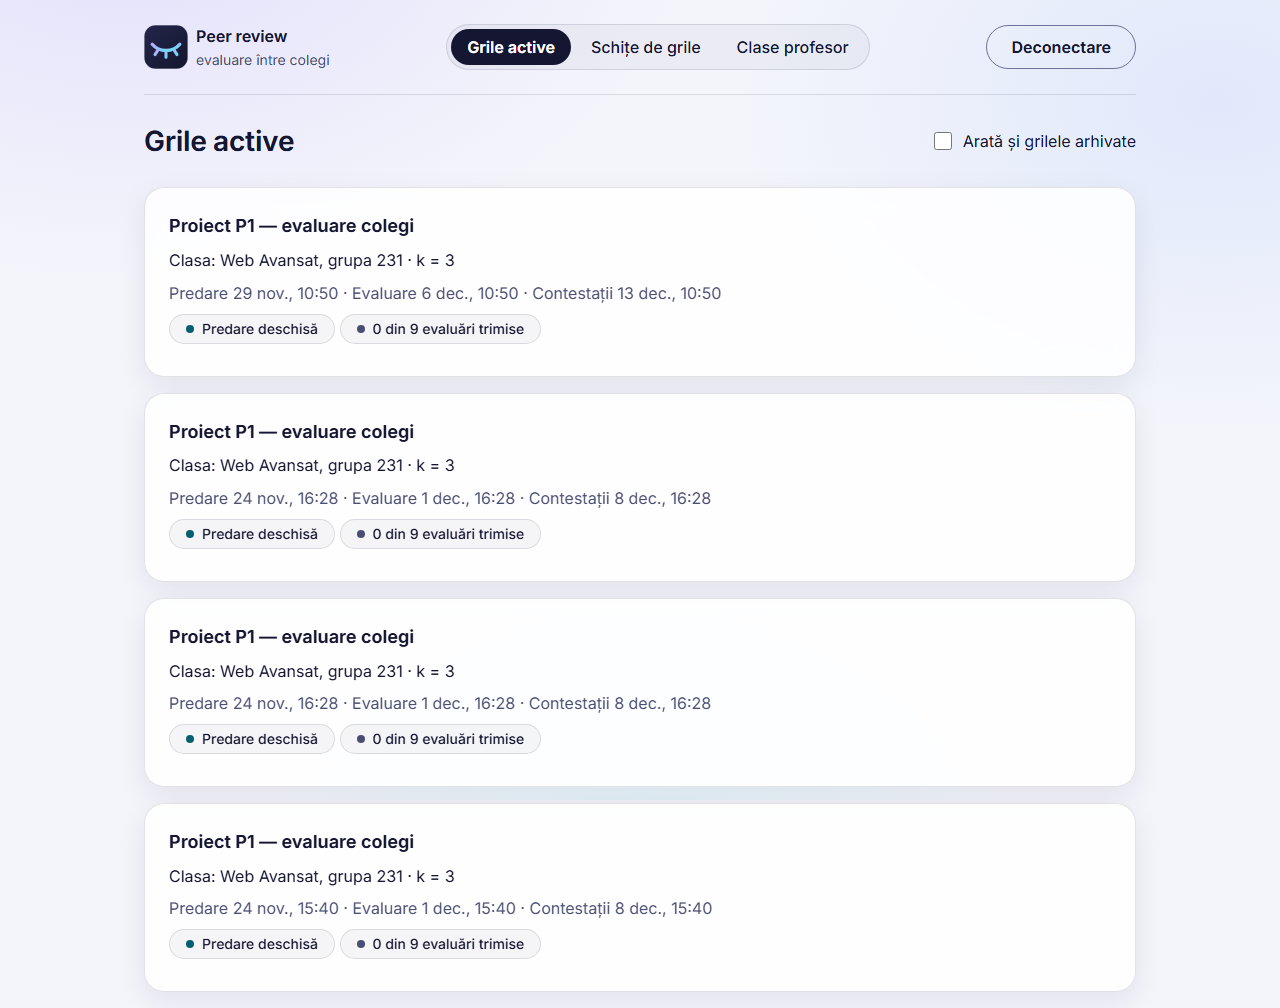 Peer review
evaluare între colegi
Grile active
Schițe de grile
Clase profesor
Deconectare
Grile active
Arată și grilele arhivate
Proiect P1 — evaluare colegi
Clasa: Web Avansat, grupa 231 · k = 3
Predare 29 nov., 10:50 · Evaluare 6 dec., 10:50 · Contestații 13 dec., 10:50
Predare deschisă
0 din 9 evaluări trimise
Proiect P1 — evaluare colegi
Clasa: Web Avansat, grupa 231 · k = 3
Predare 24 nov., 16:28 · Evaluare 1 dec., 16:28 · Contestații 8 dec., 16:28
Predare deschisă
0 din 9 evaluări trimise
Proiect P1 — evaluare colegi
Clasa: Web Avansat, grupa 231 · k = 3
Predare 24 nov., 16:28 · Evaluare 1 dec., 16:28 · Contestații 8 dec., 16:28
Predare deschisă
0 din 9 evaluări trimise
Proiect P1 — evaluare colegi
Clasa: Web Avansat, grupa 231 · k = 3
Predare 24 nov., 15:40 · Evaluare 1 dec., 15:40 · Contestații 8 dec., 15:40
Predare deschisă
0 din 9 evaluări trimise